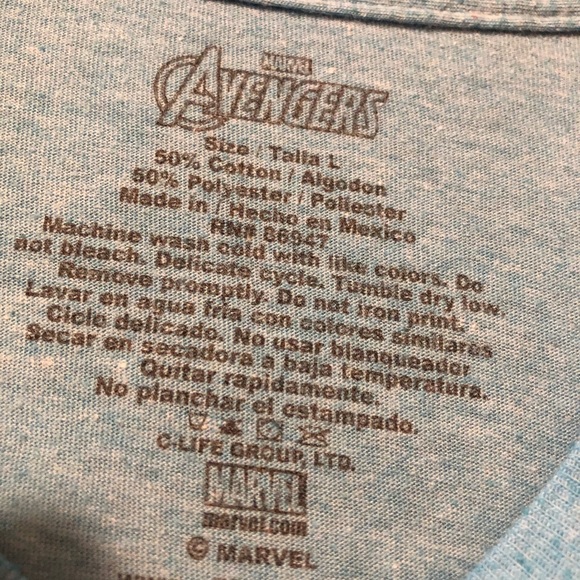 MARVEL
AVENGERS
Size / Talla L
50% Cotton / Algodon
50% Polyester / Poliester
Made in / Hecho en Mexico
RN# 86947
Machine wash cold with like colors. Do
not bleach. Delicate cycle. Tumble dry low.
Remove promptly. Do not iron print.
Lavar en agua fría con colores similares
Ciclo delicado. No usar blanqueador
Secar en secadora a baja temperatura.
Quitar rapidamente.
No planchar el estampado.
C-LIFE GROUP, LTD.
MARVEL
marvel.com
© MARVEL